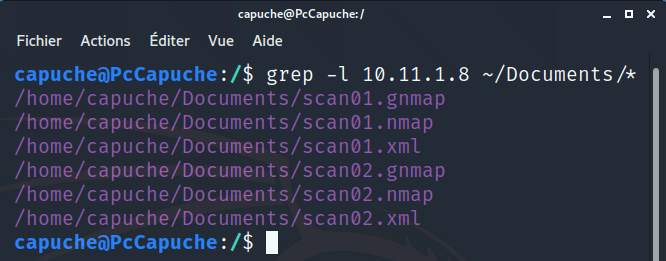 capuche@PcCapuche:/
Fichier Actions Éditer Vue Aide
capuche@PcCapuche:/$ grep -l 10.11.1.8 ~/Documents/*
/home/capuche/Documents/scan01.gnmap
/home/capuche/Documents/scan01.nmap
/home/capuche/Documents/scan01.xml
/home/capuche/Documents/scan02.gnmap
/home/capuche/Documents/scan02.nmap
/home/capuche/Documents/scan02.xml
capuche@PcCapuche:/$